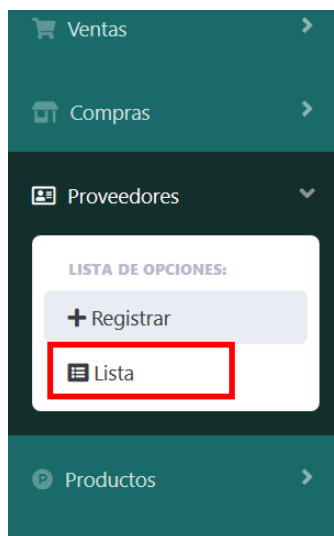 Ventas
Compras
Proveedores
LISTA DE OPCIONES:
Registrar
Lista
Productos